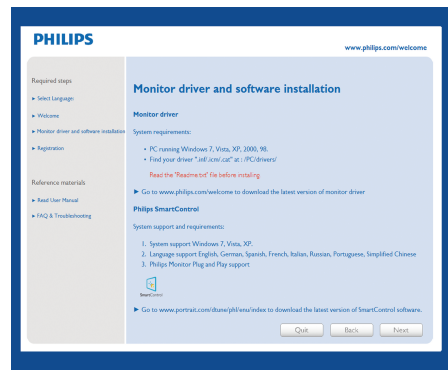 PHILIPS
www.philips.com/welcome
Required steps
Select Language:
Welcome
Monitor driver and software installation
Registration
Reference materials
Read User Manual
FAQ & Troubleshooting
Monitor driver and software installation
Monitor driver
System requirements:
• PC running Windows 7, Vista, XP, 2000, 98.
• Find your driver ".inf/.icm/.cat" at : /PC/drivers/
Read the "Readme.txt" file before installing.
Go to www.philips.com/welcome to download the latest version of monitor driver
Philips SmartControl
System support and requirements:
1. System support Windows 7, Vista, XP.
2. Language support English, German, Spanish, French, Italian, Russian, Portuguese, Simplified Chinese
3. Philips Monitor Plug and Play support
SmartControl
Go to www.portrait.com/dtune/phl/enu/index to download the latest version of SmartControl software.
Quit Back Next